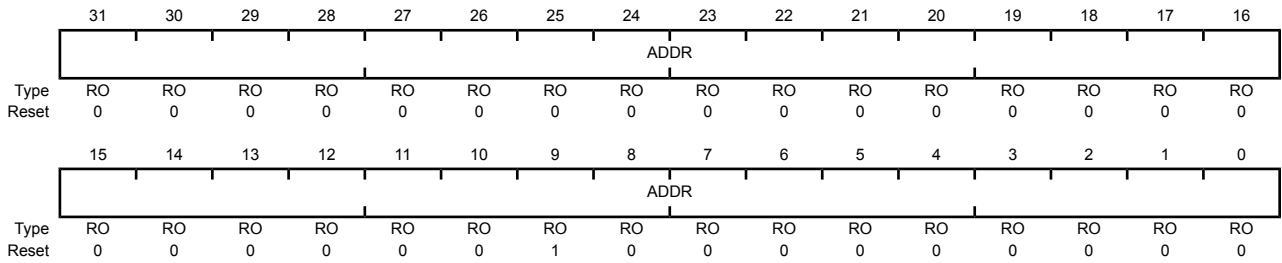 31 30 29 28 27 26 25 24 23 22 21 20 19 18 17 16
ADDR
Type RO RO RO RO RO RO RO RO RO RO RO RO RO RO RO RO
Reset 0 0 0 0 0 0 0 0 0 0 0 0 0 0 0 0
15 14 13 12 11 10 9 8 7 6 5 4 3 2 1 0
ADDR
Type RO RO RO RO RO RO RO RO RO RO RO RO RO RO RO RO
Reset 0 0 0 0 0 0 1 0 0 0 0 0 0 0 0 0